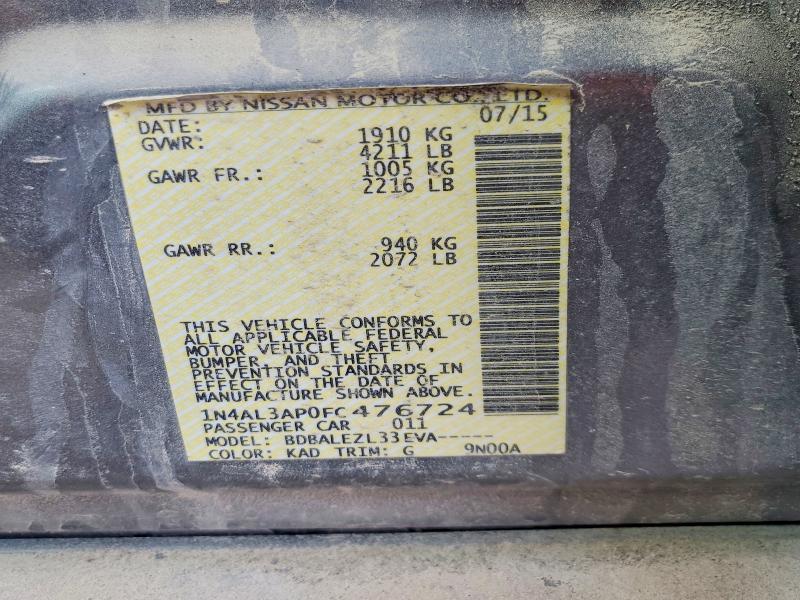 MFD BY NISSAN MOTOR CO., LTD.
DATE: 07/15
GVWR: 1910 KG
4211 LB
GAWR FR.: 1005 KG
2216 LB
GAWR RR.: 940 KG
2072 LB
THIS VEHICLE CONFORMS TO
ALL APPLICABLE FEDERAL
MOTOR VEHICLE SAFETY,
BUMPER, AND THEFT
PREVENTION STANDARDS IN
EFFECT ON THE DATE OF
MANUFACTURE SHOWN ABOVE.
1N4AL3AP0FC476724
PASSENGER CAR 011
MODEL: BDBALEZL33EVA-----
COLOR: KAD TRIM: G 9N00A